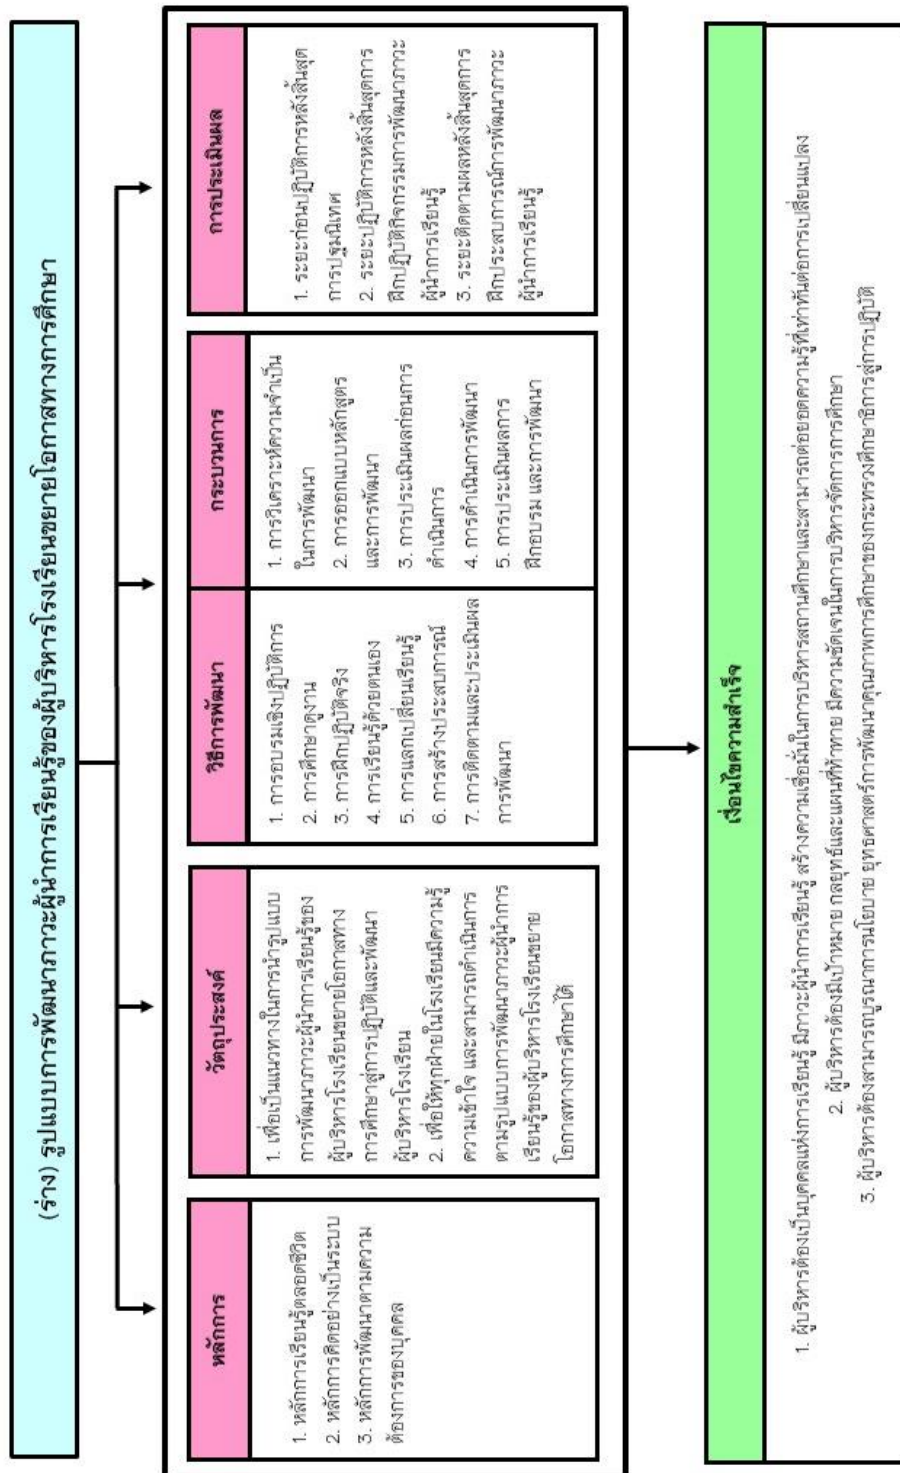 (ร่าง) รูปแบบการพัฒนาภาวะผู้นำการเรียนรู้ของผู้บริหารโรงเรียนขยายโอกาสทางการศึกษา
หลักการ
1. หลักการเรียนรู้ตลอดชีวิต
2. หลักการคิดอย่างเป็นระบบ
3. หลักการพัฒนาตามความ
ต้องการของบุคคล
วัตถุประสงค์
1. เพื่อเป็นแนวทางในการนำรูปแบบ
การพัฒนาภาวะผู้นำการเรียนรู้ของ
ผู้บริหารโรงเรียนขยายโอกาสทาง
การศึกษาสู่การปฏิบัติและพัฒนา
ผู้บริหารโรงเรียน
2. เพื่อให้ทุกฝ่ายในโรงเรียนมีความรู้
ความเข้าใจ และสามารถดำเนินการ
ตามรูปแบบการพัฒนาภาวะผู้นำการ
เรียนรู้ของผู้บริหารโรงเรียนขยาย
โอกาสทางการศึกษาได้
วิธีการพัฒนา
1. การอบรมเชิงปฏิบัติการ
2. การศึกษาดูงาน
3. การฝึกปฏิบัติจริง
4. การเรียนรู้ด้วยตนเอง
5. การแลกเปลี่ยนเรียนรู้
6. การสร้างประสบการณ์
7. การติดตามและประเมินผล
การพัฒนา
กระบวนการ
1. การวิเคราะห์ความจำเป็น
ในการพัฒนา
2. การออกแบบหลักสูตร
และการพัฒนา
3. การประเมินผลก่อนการ
ดำเนินการ
4. การดำเนินการพัฒนา
5. การประเมินผลการ
ฝึกอบรม และการพัฒนา
การประเมินผล
1. ระยะก่อนปฏิบัติการหลังสิ้นสุด
การปฐมนิเทศ
2. ระยะปฏิบัติการหลังสิ้นสุดการ
ฝึกปฏิบัติกิจกรรมการพัฒนาภาวะ
ผู้นำการเรียนรู้
3. ระยะติดตามผลหลังสิ้นสุดการ
ฝึกประสบการณ์การพัฒนาภาวะ
ผู้นำการเรียนรู้
เงื่อนไขความสำเร็จ
1. ผู้บริหารต้องเป็นบุคคลแห่งการเรียนรู้ มีภาวะผู้นำการเรียนรู้ สร้างความเชื่อมั่นในการบริหารสถานศึกษาและสามารถต่อยอดความรู้ที่เท่าทันต่อการเปลี่ยนแปลง
2. ผู้บริหารต้องมีเป้าหมาย กลยุทธ์และแผนที่ท้าทาย มีความชัดเจนในการบริหารจัดการการศึกษา
3. ผู้บริหารต้องสามารถบูรณาการนโยบาย ยุทธศาสตร์การพัฒนาคุณภาพการศึกษาของกระทรวงศึกษาธิการสู่การปฏิบัติ